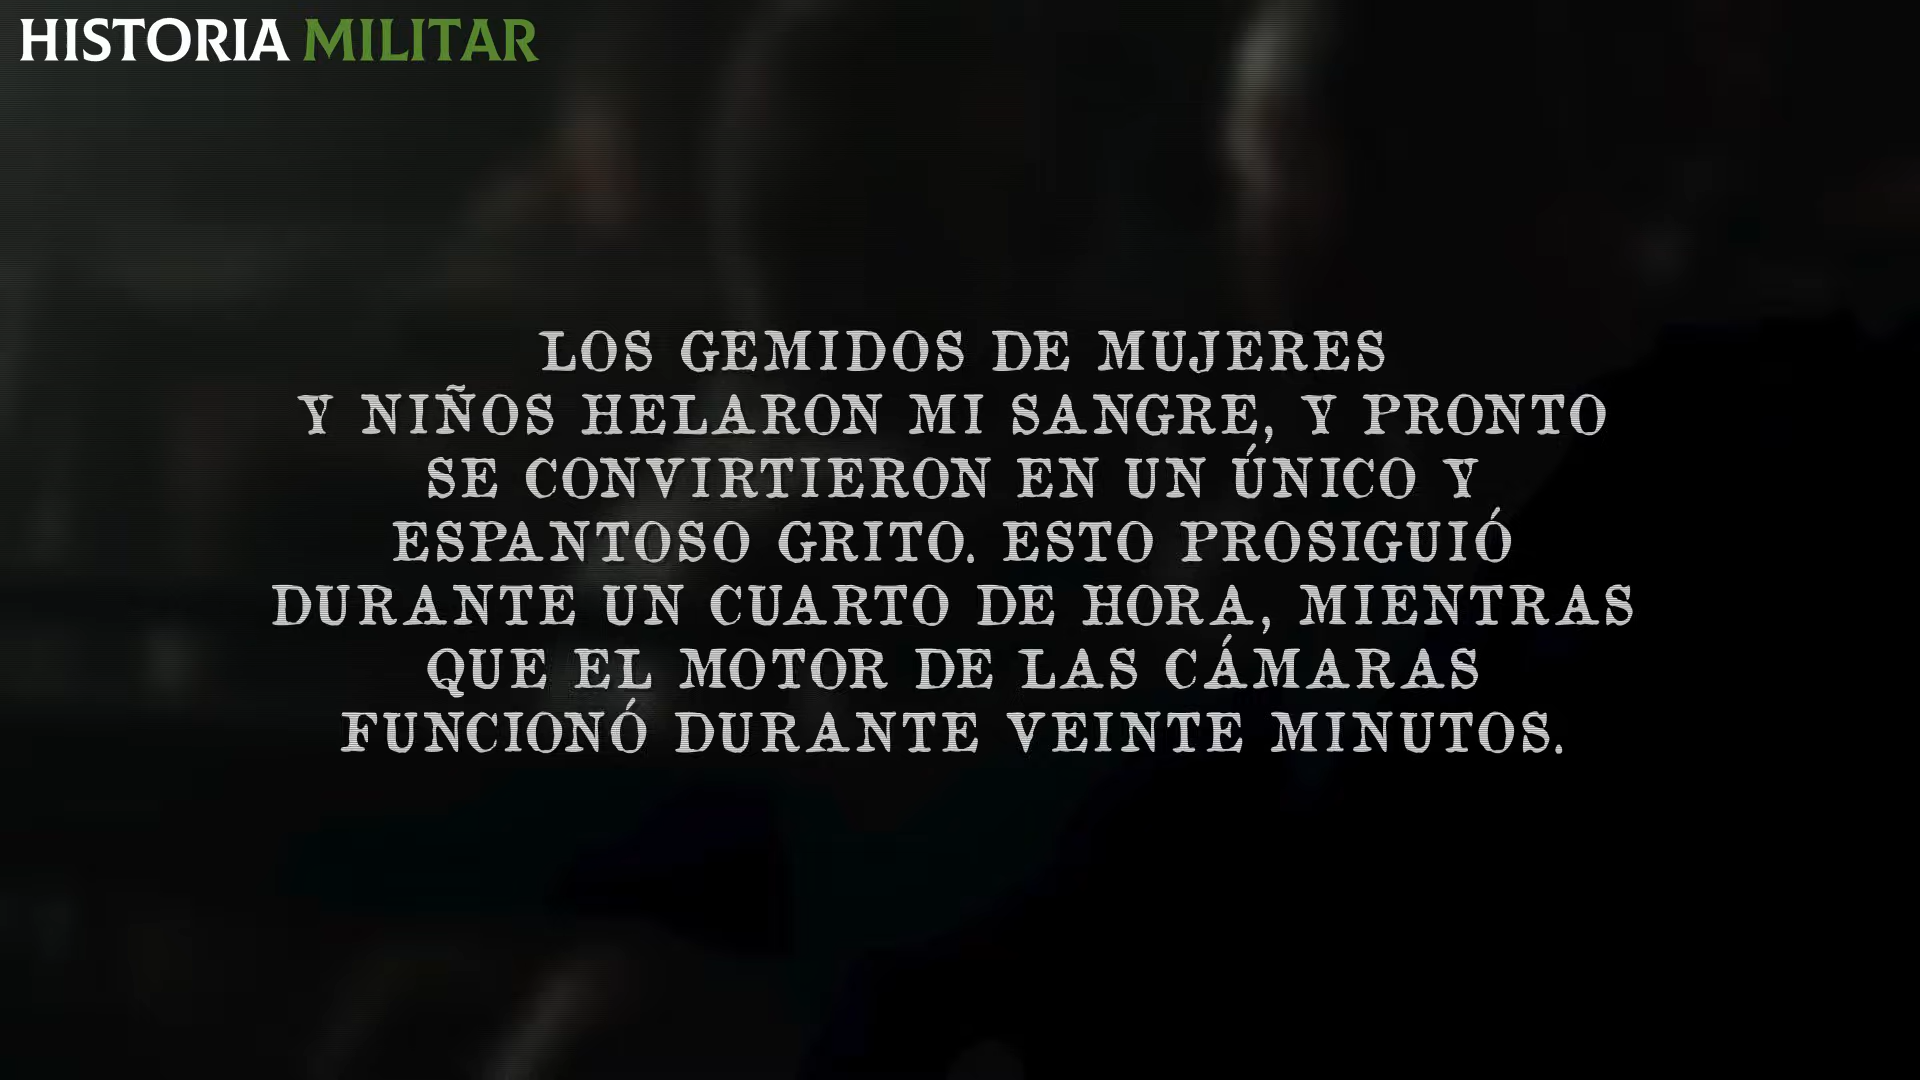 HISTORIA MILITAR
LOS GEMIDOS DE MUJERES
Y NIÑOS HELARON MI SANGRE, Y PRONTO
SE CONVIRTIERON EN UN ÚNICO Y
ESPANTOSO GRITO. ESTO PROSIGUIÓ
DURANTE UN CUARTO DE HORA, MIENTRAS
QUE EL MOTOR DE LAS CÁMARAS
FUNCIONÓ DURANTE VEINTE MINUTOS.